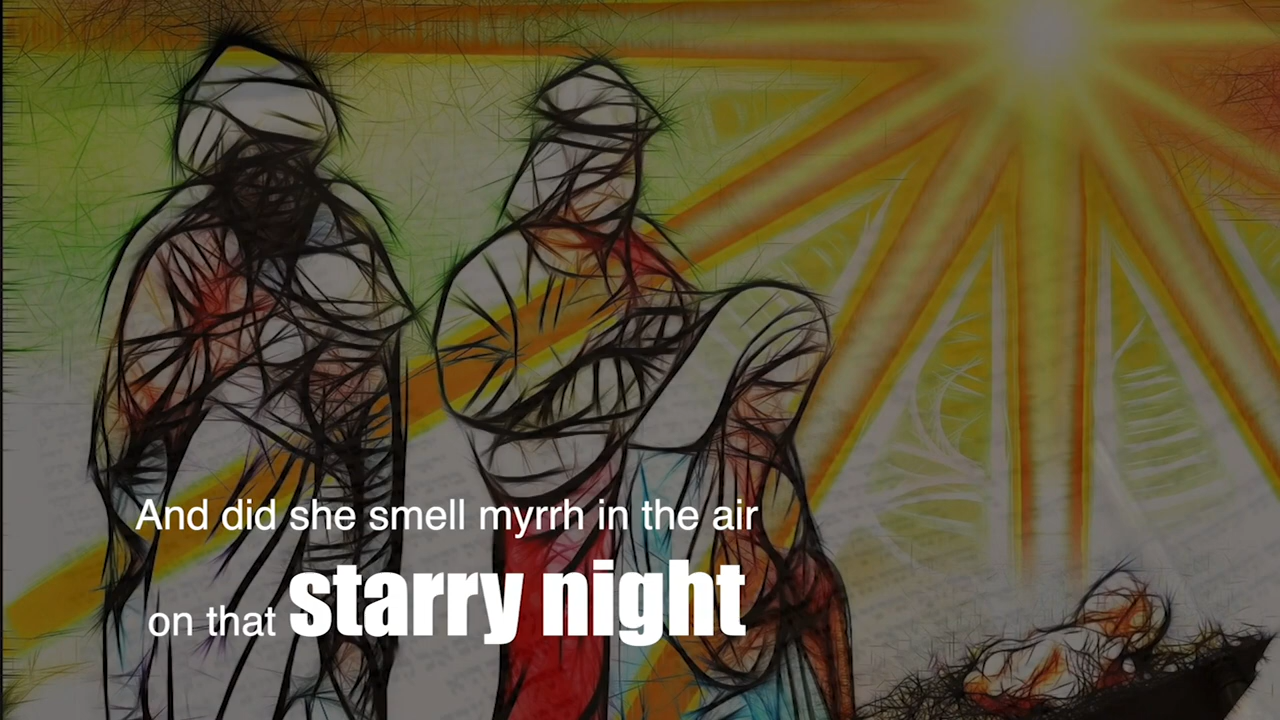 And did she smell myrrh in the air
on that starry night